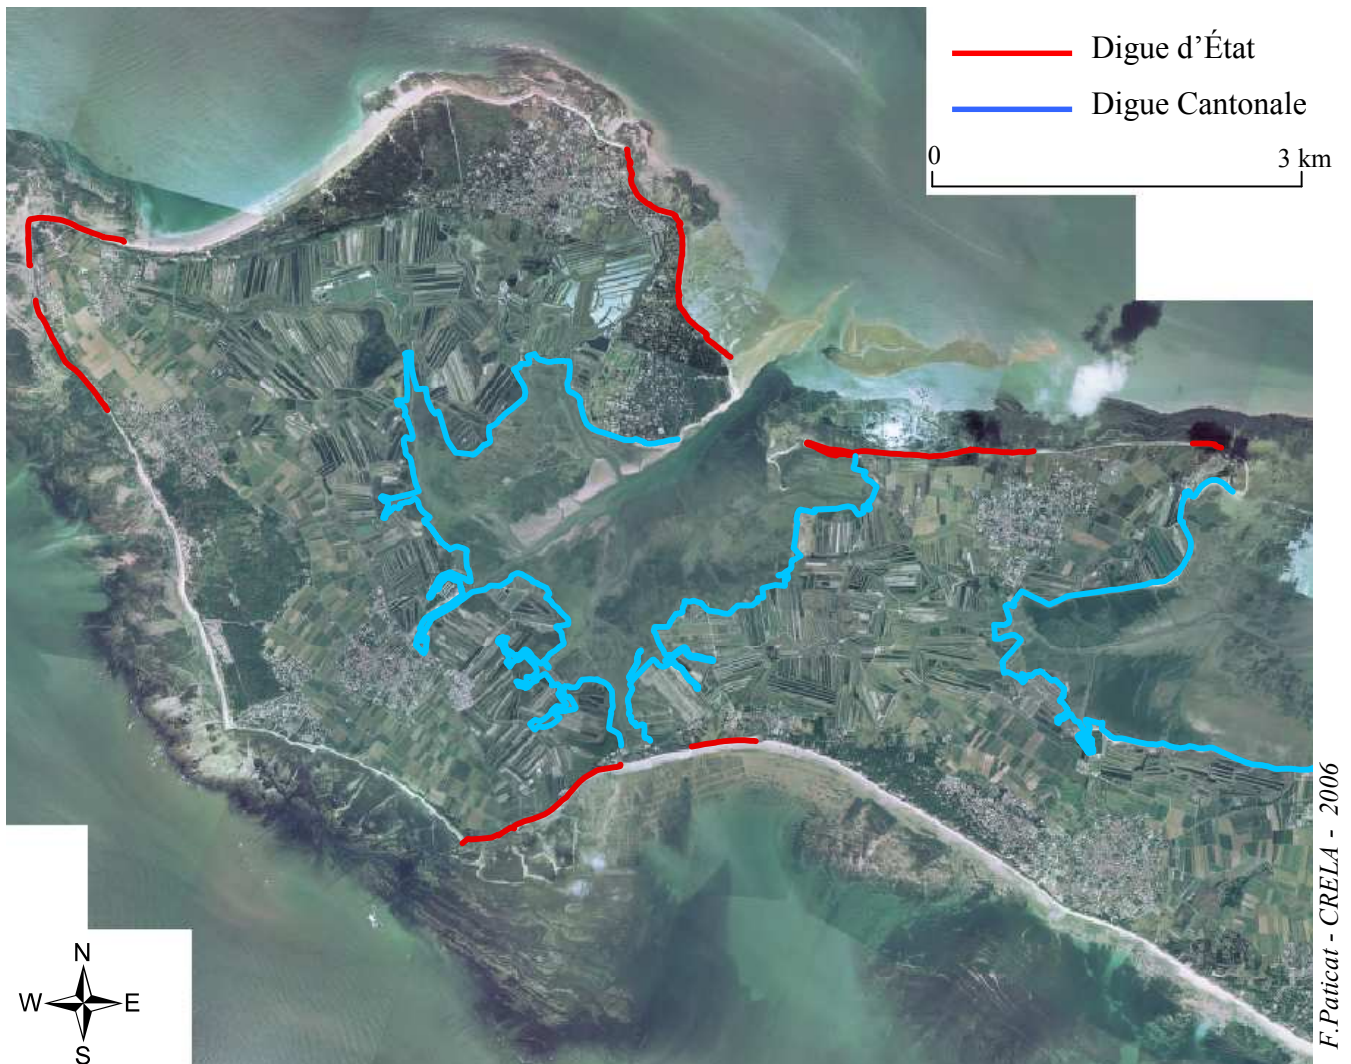 Digue d’État
Digue Cantonale
0 3 km
F.Paticat - CRELA - 2006
N
W E
S